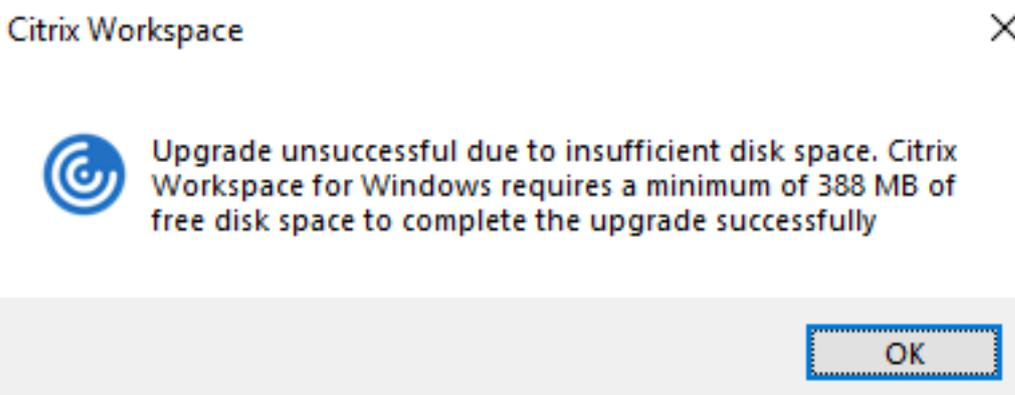 Citrix Workspace
Upgrade unsuccessful due to insufficient disk space. Citrix
Workspace for Windows requires a minimum of 388 MB of
free disk space to complete the upgrade successfully
OK